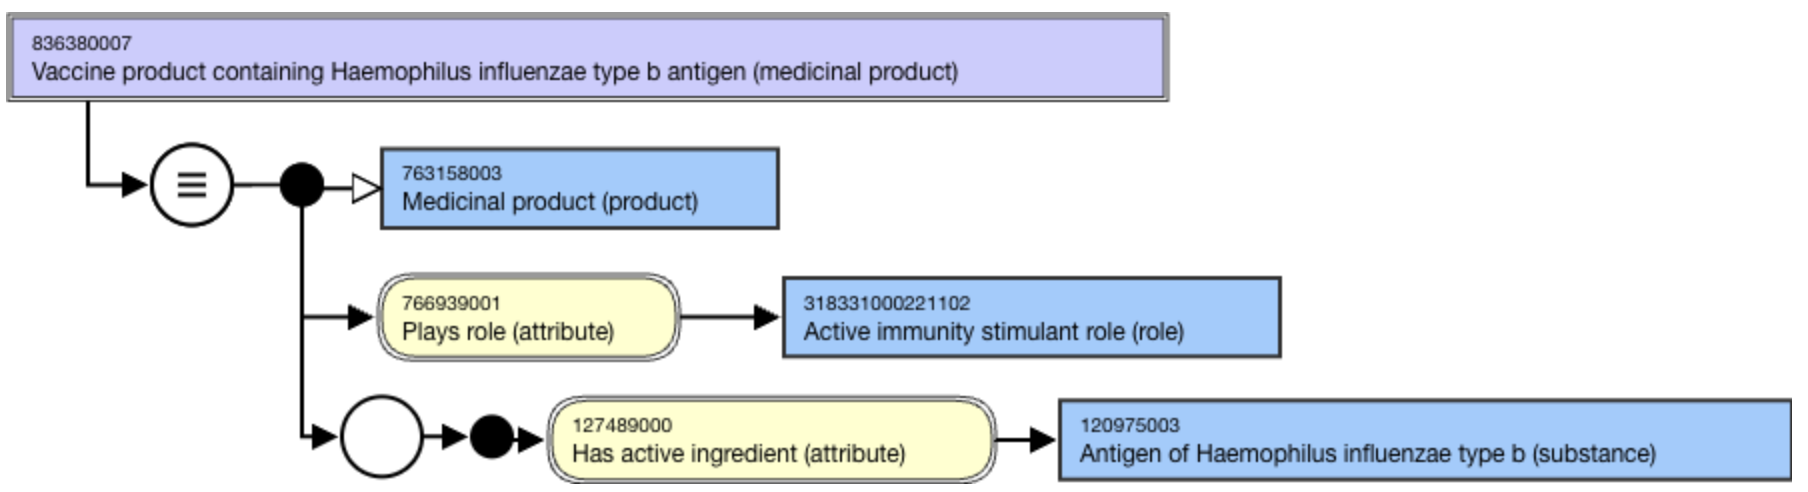 836380007
Vaccine product containing Haemophilus influenzae type b antigen (medicinal product)
763158003
Medicinal product (product)
766939001
Plays role (attribute)
318331000221102
Active immunity stimulant role (role)
127489000
Has active ingredient (attribute)
120975003
Antigen of Haemophilus influenzae type b (substance)